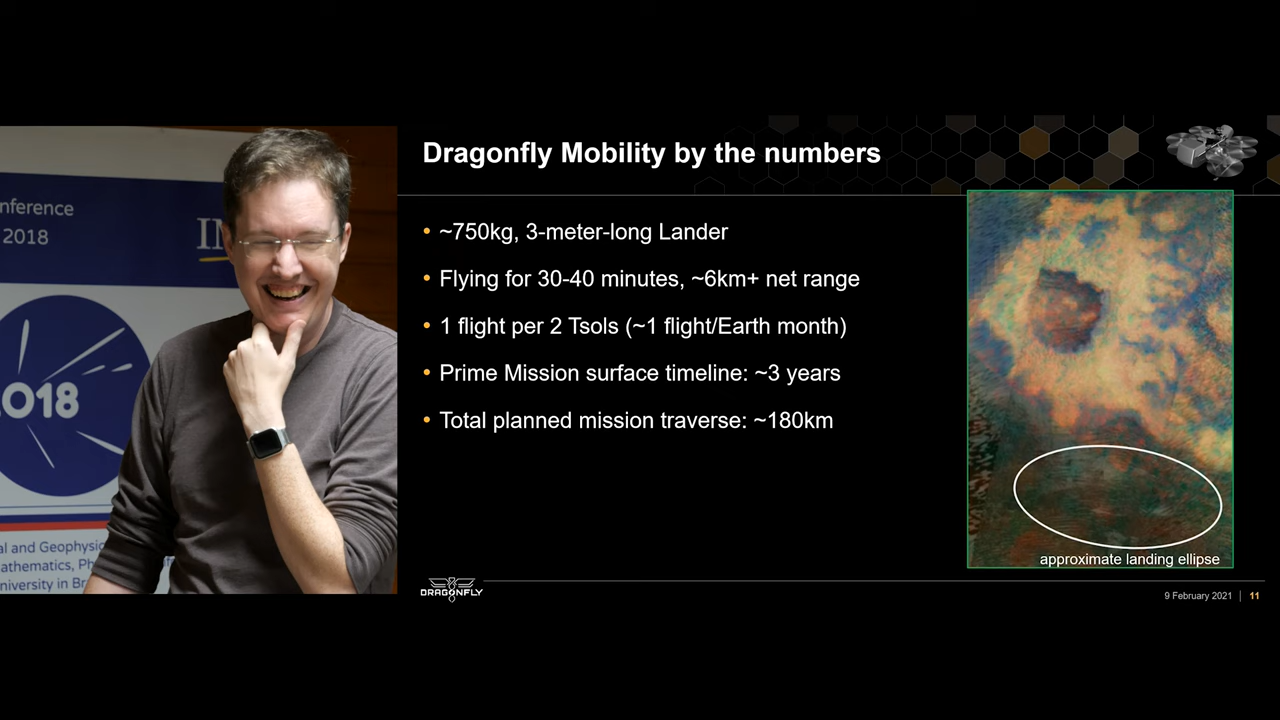 nference
2018
IM
2018
al and Geophysic
athematics, Ph
niversity in Br
Dragonfly Mobility by the numbers
• ~750kg, 3-meter-long Lander
• Flying for 30-40 minutes, ~6km+ net range
• 1 flight per 2 Tsols (~1 flight/Earth month)
• Prime Mission surface timeline: ~3 years
• Total planned mission traverse: ~180km
approximate landing ellipse
DRAGONFLY
9 February 2021 | 11